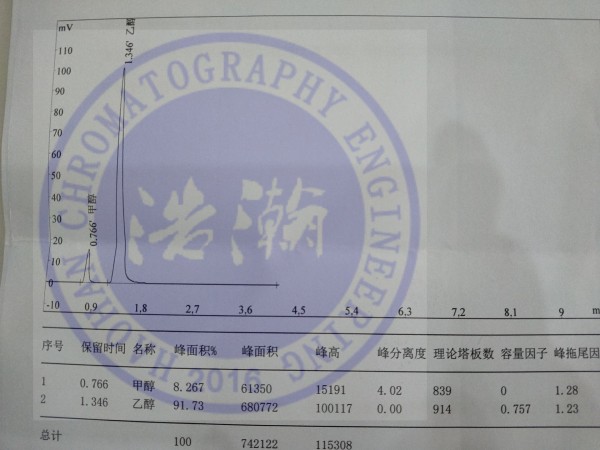 mV
110
100
90
80
70
60
50
40
30
20
10
0
-10
1.346' 乙醇
0.766' 甲醇
0.9 1.8 2.7 3.6 4.5 5.4 6.3 7.2 8.1 9 m
HAOHAN CHROMATOGRAPHY ENGINEERING
浩瀚
2016
序号 保留时间 名称 峰面积% 峰面积 峰高 峰分离度 理论塔板数 容量因子 峰拖尾因
1 0.766 甲醇 8.267 61350 15191 4.02 839 0 1.28
2 1.346 乙醇 91.73 680772 100117 0.00 914 0.757 1.23
总计 100 742122 115308